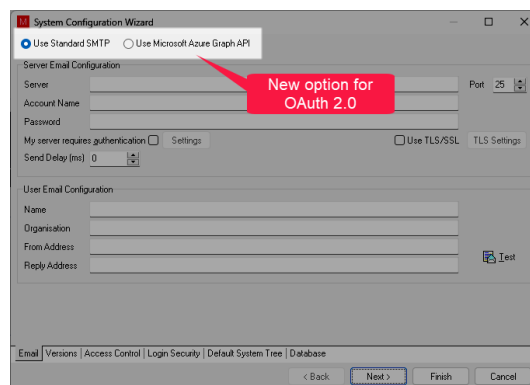 System Configuration Wizard
Use Standard SMTP Use Microsoft Azure Graph API
Server Email Configuration
New option for
OAuth 2.0
Server Port 25
Account Name
Password
My server requires authentication Settings Use TLS/SSL TLS Settings
Send Delay (ms) 0
User Email Configuration
Name
Organisation
From Address
Reply Address
Test
Email Versions Access Control Login Security Default System Tree Database
< Back Next > Finish Cancel